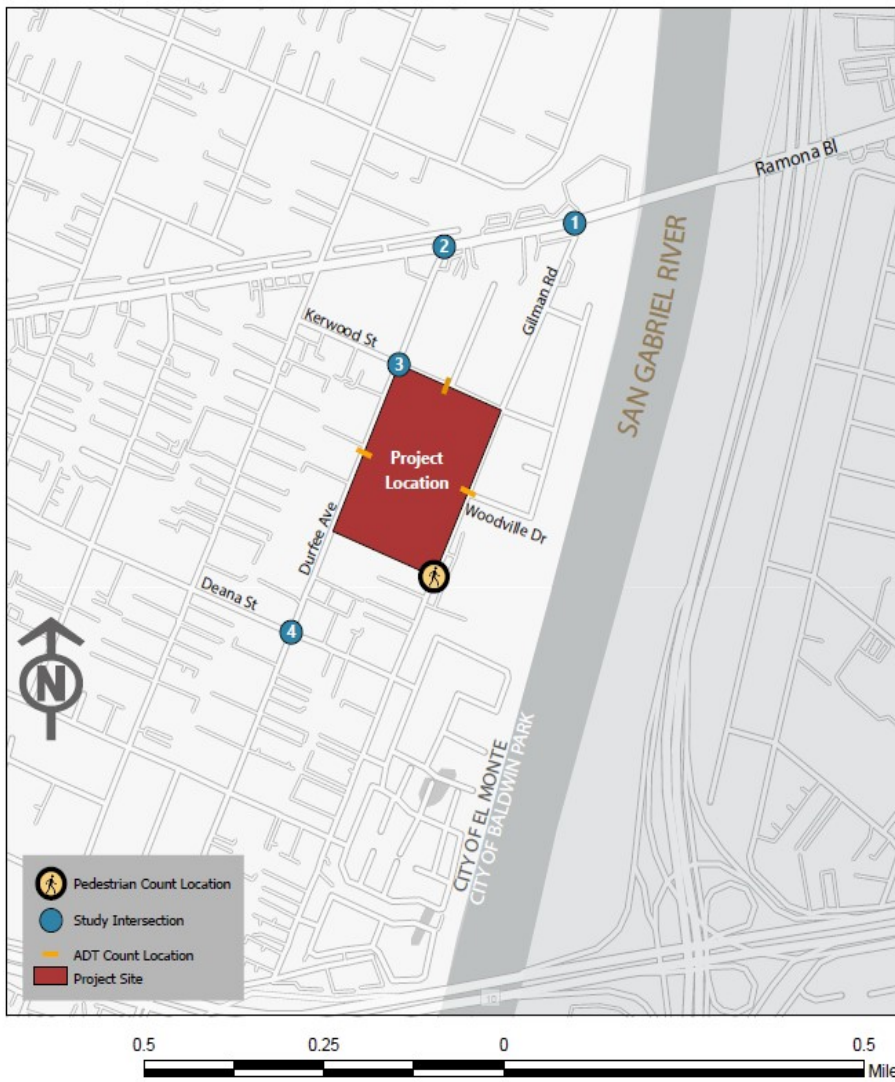 Ramona Bl
1
2
Gilman Rd
Kerwood St
3
SAN GABRIEL RIVER
Project
Location
Woodville Dr
Durfee Ave
Deana St
4
N
CITY OF EL MONTE
CITY OF BALDWIN PARK
Pedestrian Count Location
Study Intersection
ADT Count Location
Project Site
10
0.5 0.25 0 0.5
Mile